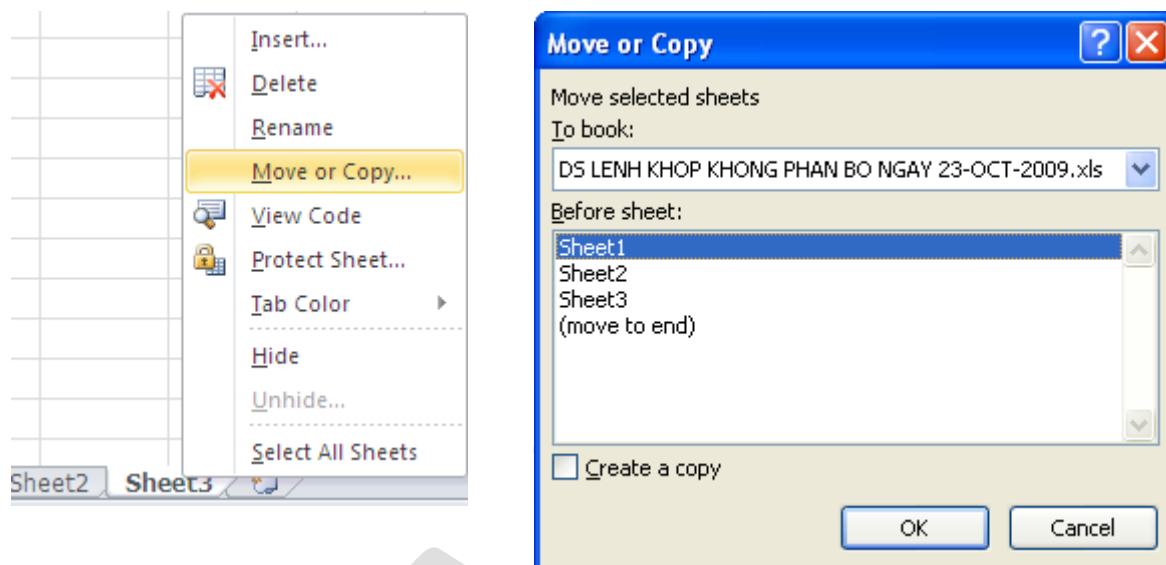 Insert...
Delete
Rename
Move or Copy...
View Code
Protect Sheet...
Tab Color
Hide
Unhide...
Select All Sheets
Sheet2 Sheet3
Move or Copy
Move selected sheets
To book:
DS LENH KHOP KHONG PHAN BO NGAY 23-OCT-2009.xls
Before sheet:
Sheet1
Sheet2
Sheet3
(move to end)
Create a copy
OK Cancel